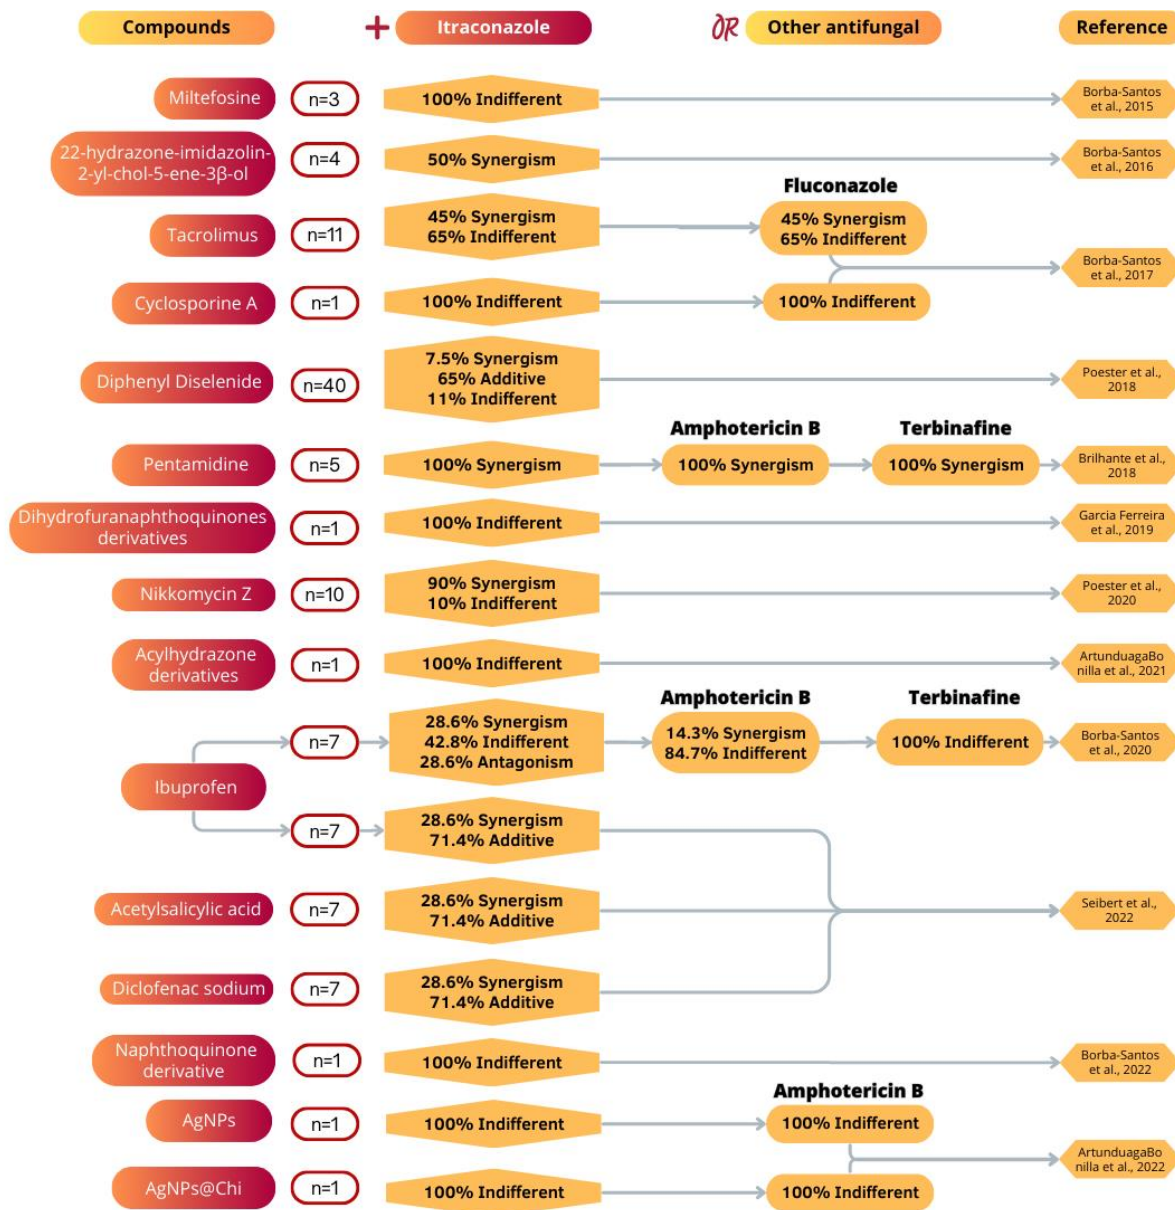 Compounds
+
Itraconazole
OR
Other antifungal
Reference
Miltefosine
n=3
100% Indifferent
Borba-Santos
et al., 2015
22-hydrazone-imidazolin-
2-yl-chol-5-ene-3β-ol
n=4
50% Synergism
Borba-Santos
et al., 2016
Tacrolimus
n=11
45% Synergism
65% Indifferent
Fluconazole
45% Synergism
65% Indifferent
Cyclosporine A
n=1
100% Indifferent
100% Indifferent
Borba-Santos
et al., 2017
Diphenyl Diselenide
n=40
7.5% Synergism
65% Additive
11% Indifferent
Poester et al.,
2018
Pentamidine
n=5
100% Synergism
Amphotericin B
100% Synergism
Terbinafine
100% Synergism
Brilhante et al.,
2018
Dihydrofuranaphthoquinones
derivatives
n=1
100% Indifferent
Garcia Ferreira
et al., 2019
Nikkomycin Z
n=10
90% Synergism
10% Indifferent
Poester et al.,
2020
Acylhydrazone
derivatives
n=1
100% Indifferent
ArtunduagaBo
nilla et al., 2021
Ibuprofen
n=7
28.6% Synergism
42.8% Indifferent
28.6% Antagonism
Amphotericin B
14.3% Synergism
84.7% Indifferent
Terbinafine
100% Indifferent
Borba-Santos
et al., 2020
n=7
28.6% Synergism
71.4% Additive
Acetylsalicylic acid
n=7
28.6% Synergism
71.4% Additive
Seibert et al.,
2022
Diclofenac sodium
n=7
28.6% Synergism
71.4% Additive
Naphthoquinone
derivative
n=1
100% Indifferent
Borba-Santos
et al., 2022
AgNPs
n=1
100% Indifferent
Amphotericin B
100% Indifferent
ArtunduagaBo
nilla et al., 2022
AgNPs@Chi
n=1
100% Indifferent
100% Indifferent